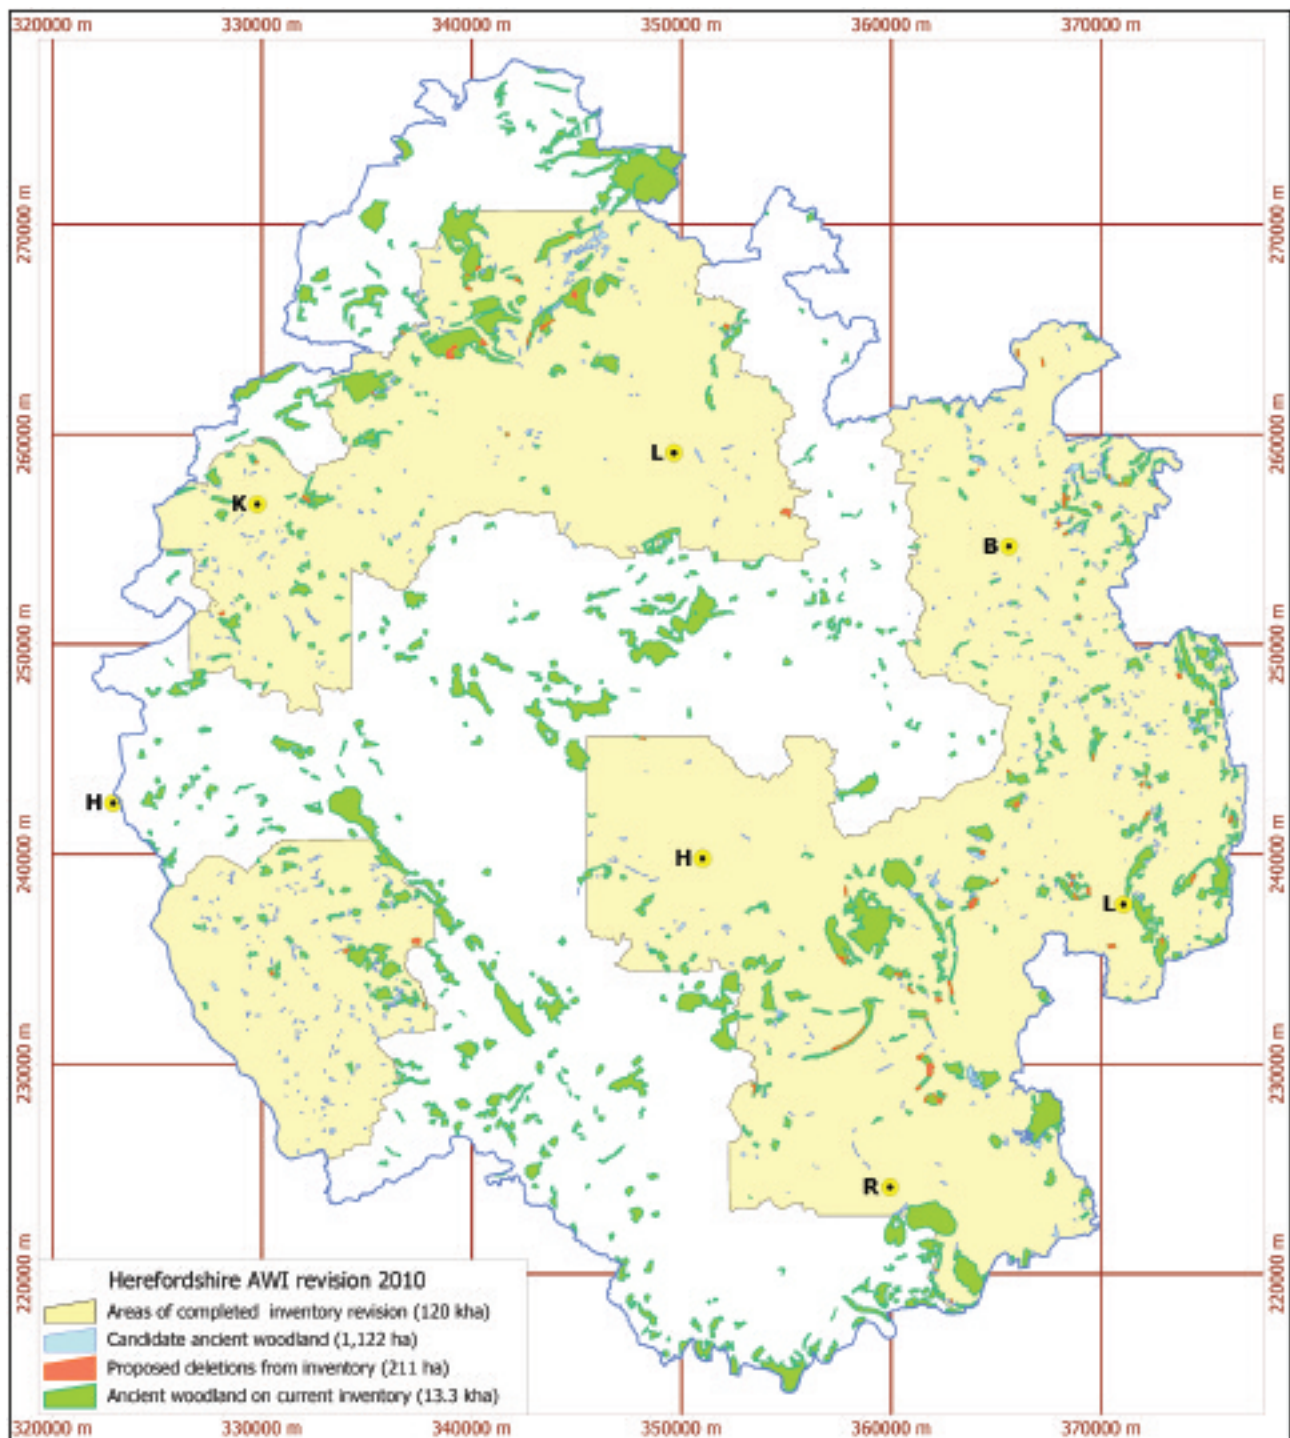 320000 m 330000 m 340000 m 350000 m 360000 m 370000 m
270000 m 270000 m
260000 m 260000 m
L
K
B
250000 m 250000 m
H
H
240000 m 240000 m
L
230000 m 230000 m
R
220000 m 220000 m
Herefordshire AWI revision 2010
Areas of completed inventory revision (120 kha)
Candidate ancient woodland (1,122 ha)
Proposed deletions from inventory (211 ha)
Ancient woodland on current inventory (13.3 kha)
320000 m 330000 m 340000 m 350000 m 360000 m 370000 m